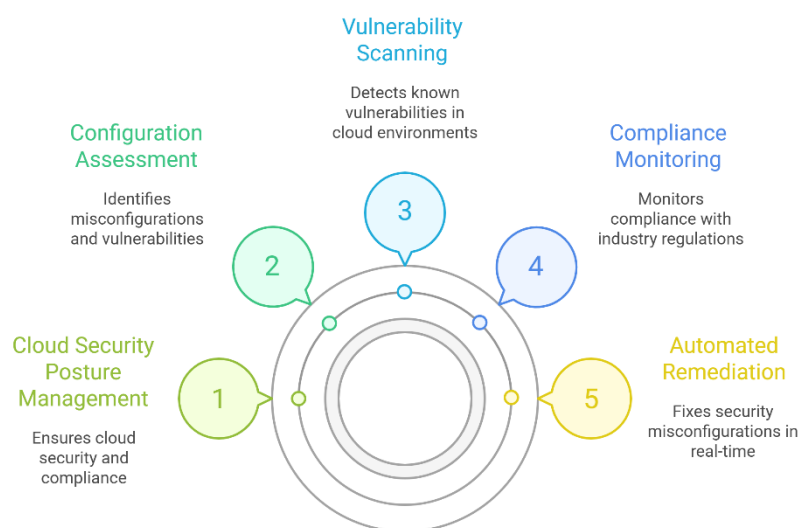 1
Cloud Security
Posture
Management
Ensures cloud
security and
compliance
2
Configuration
Assessment
Identifies
misconfigurations
and vulnerabilities
3
Vulnerability
Scanning
Detects known
vulnerabilities in
cloud environments
4
Compliance
Monitoring
Monitors
compliance with
industry regulations
5
Automated
Remediation
Fixes security
misconfigurations in
real-time